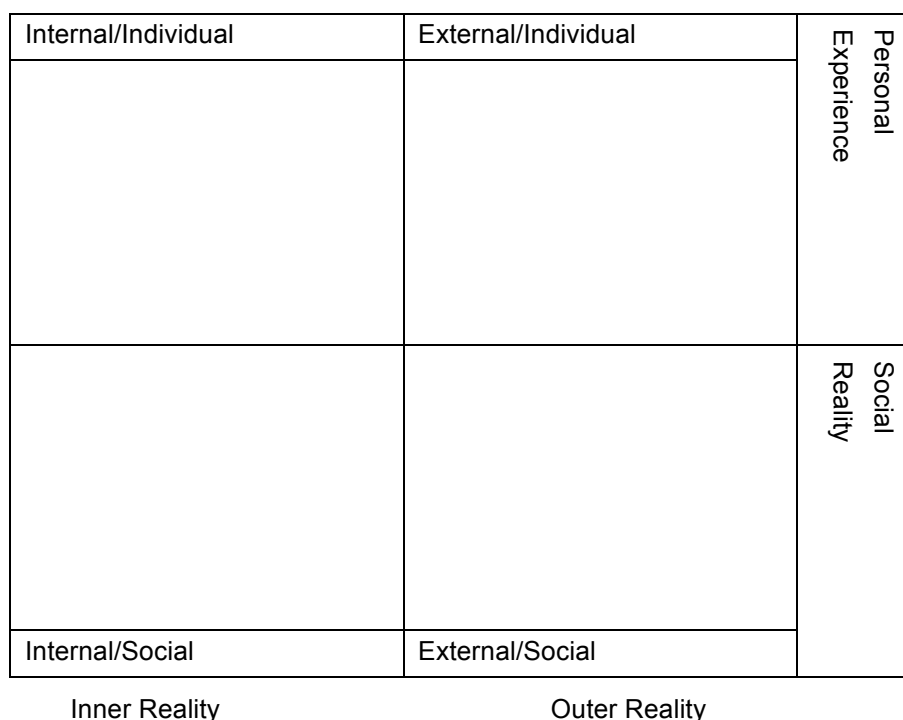 Internal/Individual
External/Individual
Personal
Experience
Social
Reality
Internal/Social
External/Social
Inner Reality
Outer Reality